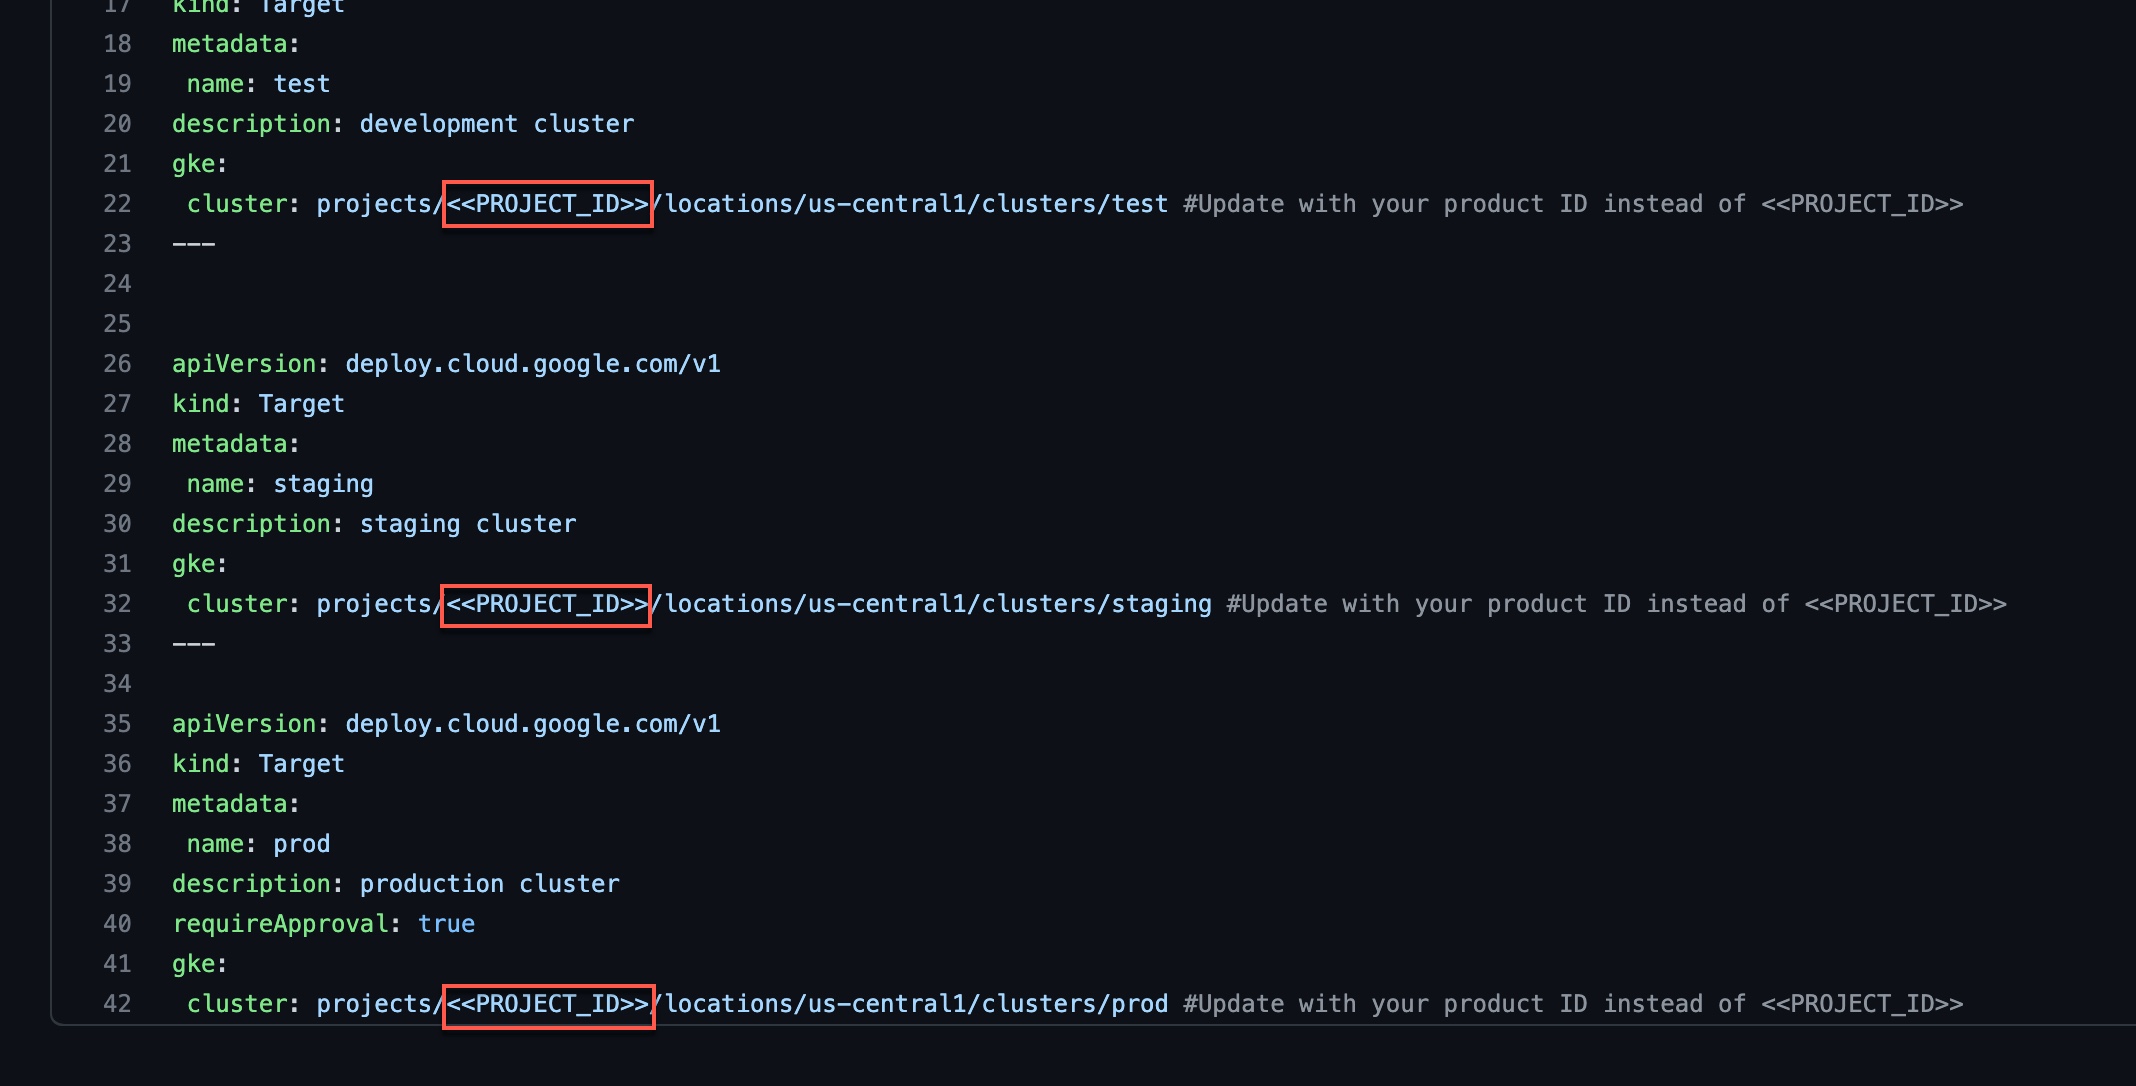 17 kind: Target
18 metadata:
19  name: test
20 description: development cluster
21 gke:
22  cluster: projects/<<PROJECT_ID>>/locations/us-central1/clusters/test #Update with your product ID instead of <<PROJECT_ID>>
23 ---
24
25
26 apiVersion: deploy.cloud.google.com/v1
27 kind: Target
28 metadata:
29  name: staging
30 description: staging cluster
31 gke:
32  cluster: projects/<<PROJECT_ID>>/locations/us-central1/clusters/staging #Update with your product ID instead of <<PROJECT_ID>>
33 ---
34
35 apiVersion: deploy.cloud.google.com/v1
36 kind: Target
37 metadata:
38  name: prod
39 description: production cluster
40 requireApproval: true
41 gke:
42  cluster: projects/<<PROJECT_ID>>/locations/us-central1/clusters/prod #Update with your product ID instead of <<PROJECT_ID>>